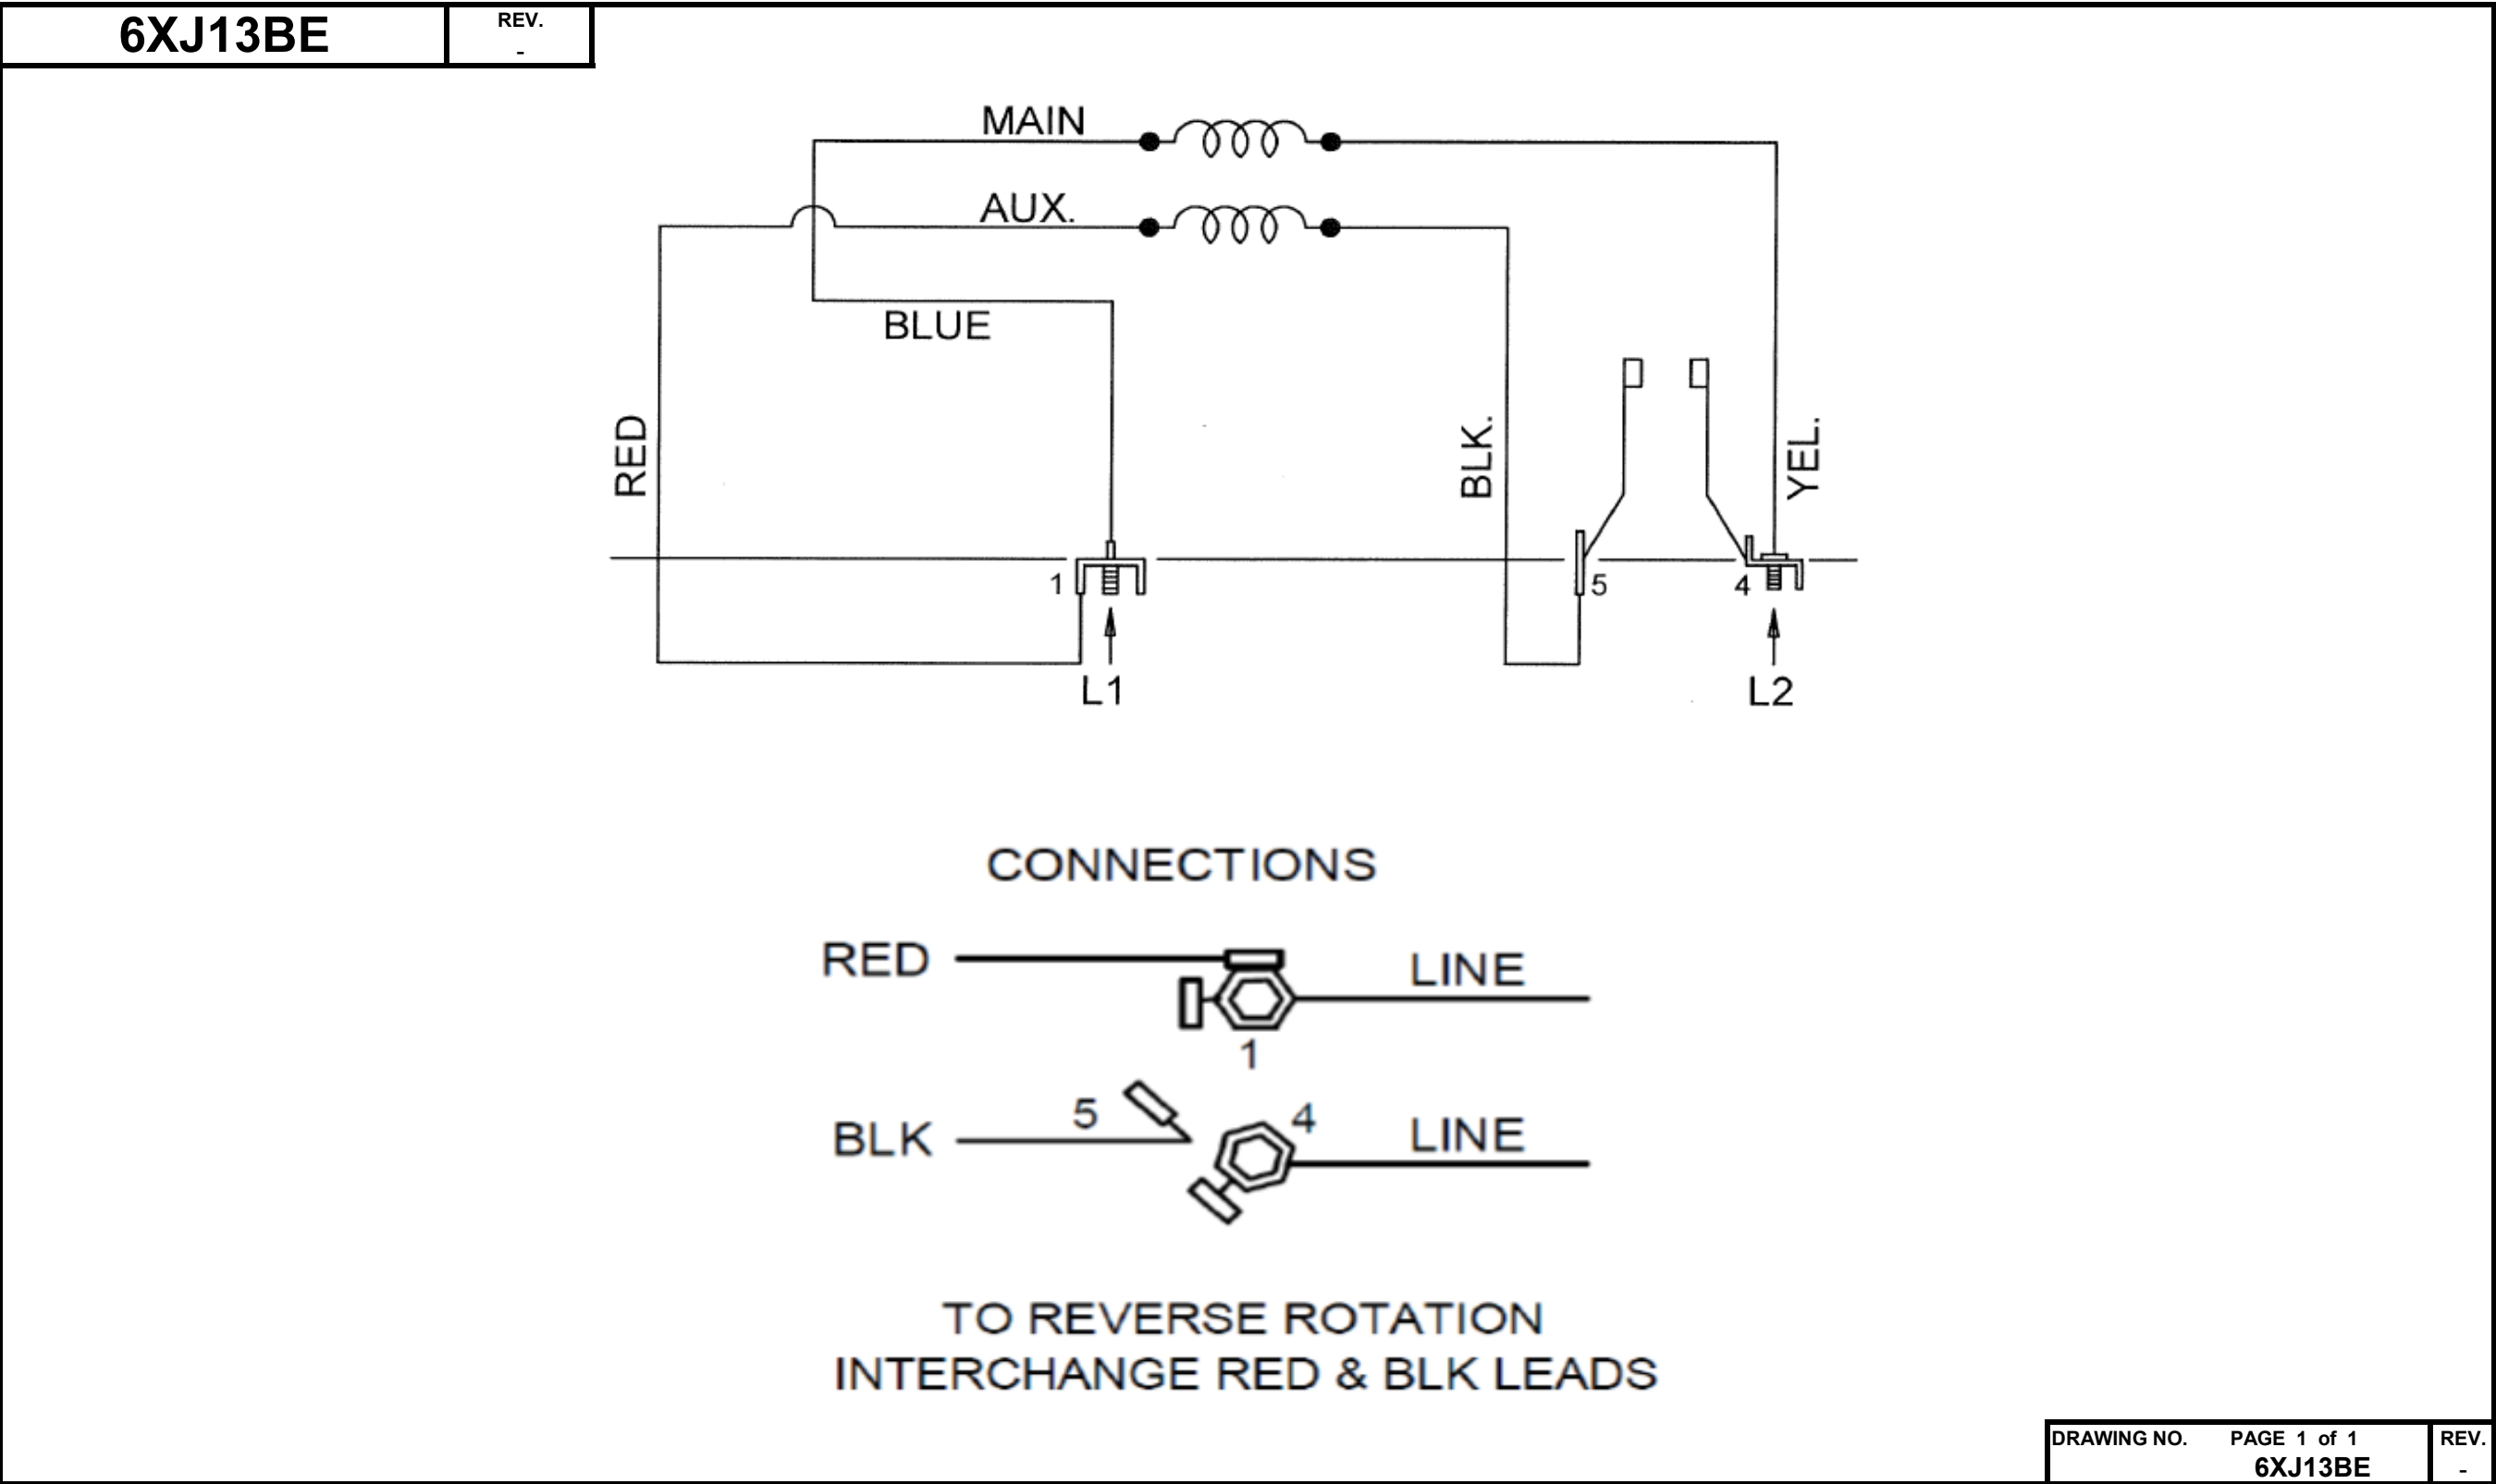 6XJ13BE
REV.
-
MAIN
AUX.
BLUE
RED
BLK.
YEL.
1
5
4
L1
L2
CONNECTIONS
RED
LINE
1
5
4
BLK
LINE
TO REVERSE ROTATION
INTERCHANGE RED & BLK LEADS
DRAWING NO. PAGE 1 of 1 REV.
6XJ13BE -